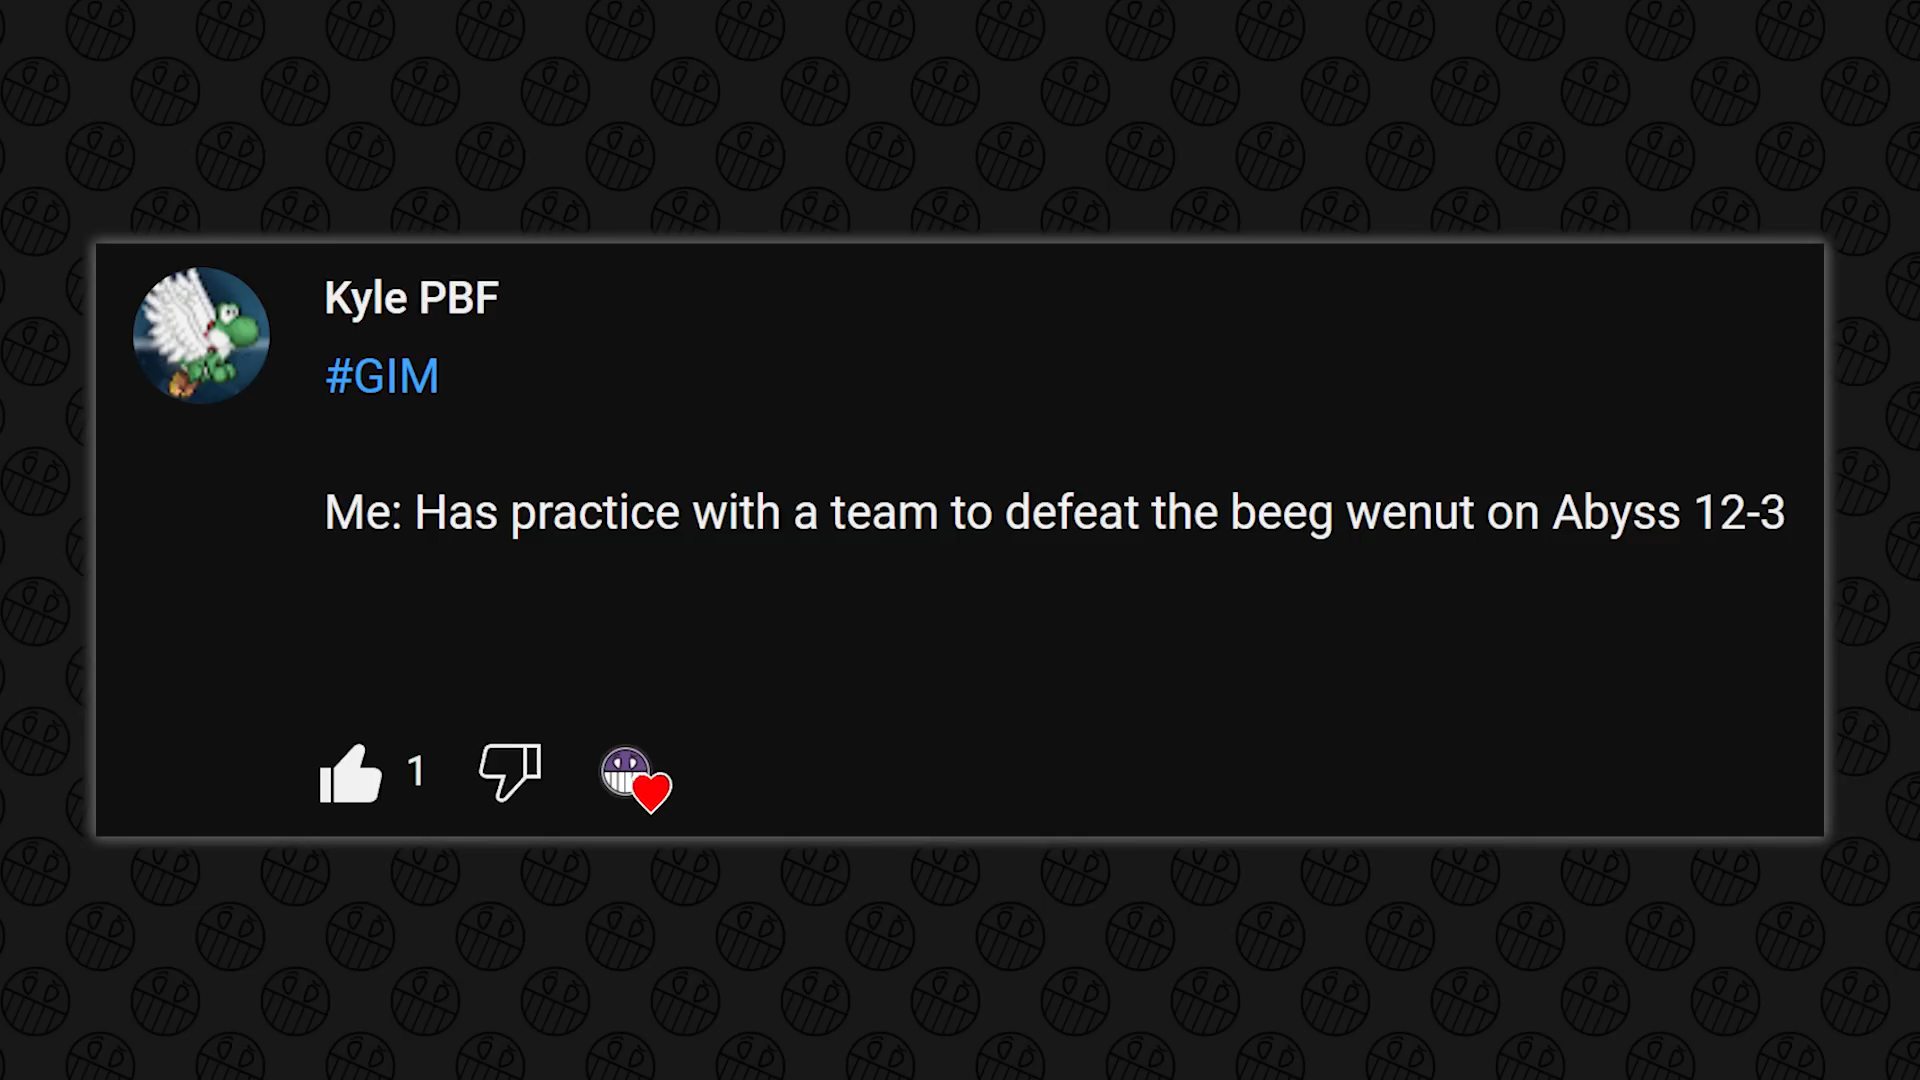 Kyle PBF
#GIM
Me: Has practice with a team to defeat the beeg wenut on Abyss 12-3
1